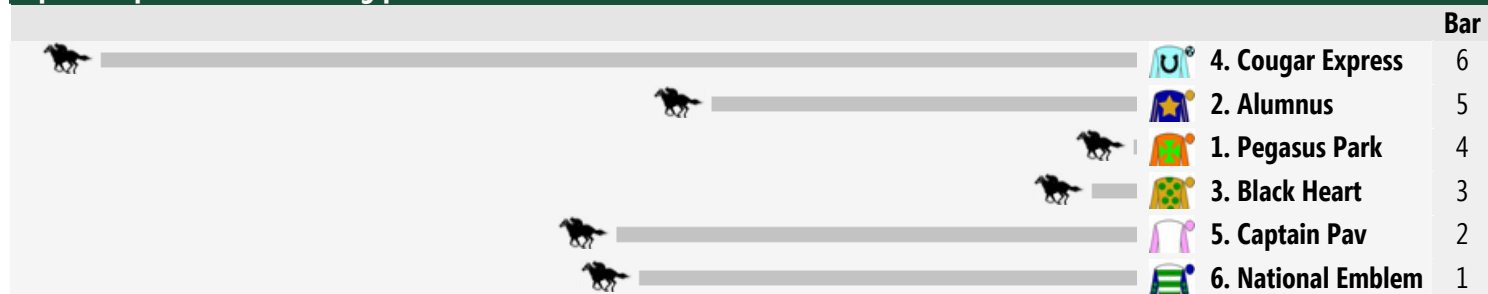 Bar
4. Cougar Express 6
2. Alumnus 5
1. Pegasus Park 4
3. Black Heart 3
5. Captain Pav 2
6. National Emblem 1